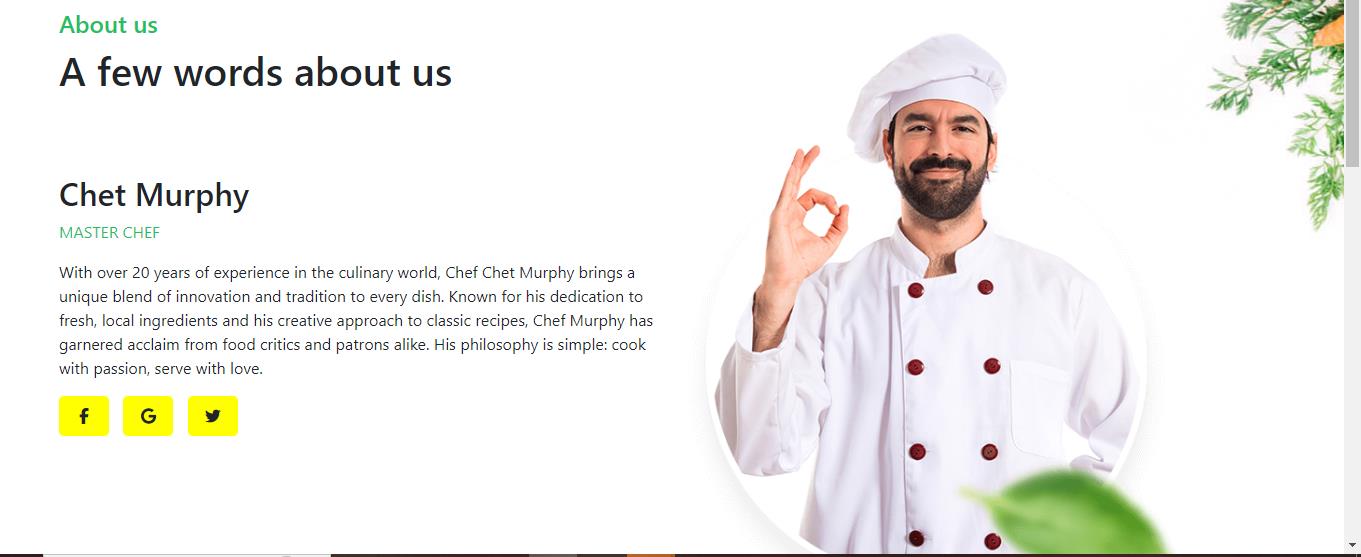 About us
A few words about us
Chet Murphy
MASTER CHEF
With over 20 years of experience in the culinary world, Chef Chet Murphy brings a
unique blend of innovation and tradition to every dish. Known for his dedication to
fresh, local ingredients and his creative approach to classic recipes, Chef Murphy has
garnered acclaim from food critics and patrons alike. His philosophy is simple: cook
with passion, serve with love.